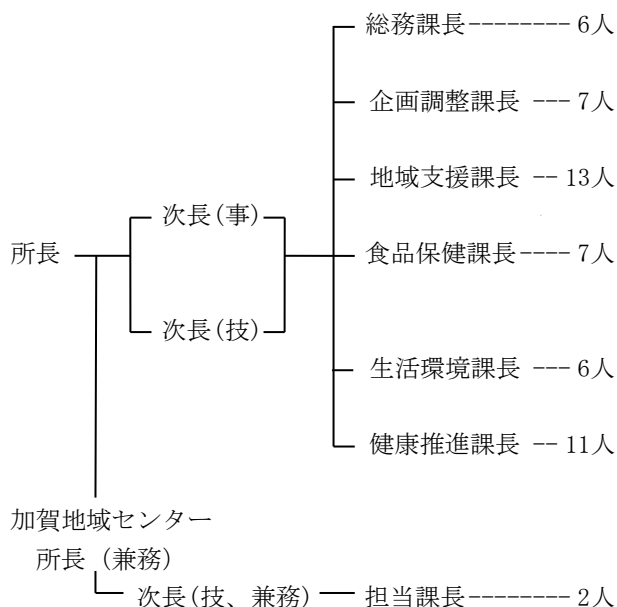 総務課長-------- 6人
企画調整課長 --- 7人
地域支援課長 -- 13人
次長(事)
所長
食品保健課長---- 7人
次長(技)
生活環境課長 --- 6人
健康推進課長 -- 11人
加賀地域センター
所長 (兼務)
次長(技、兼務)
担当課長-------- 2人